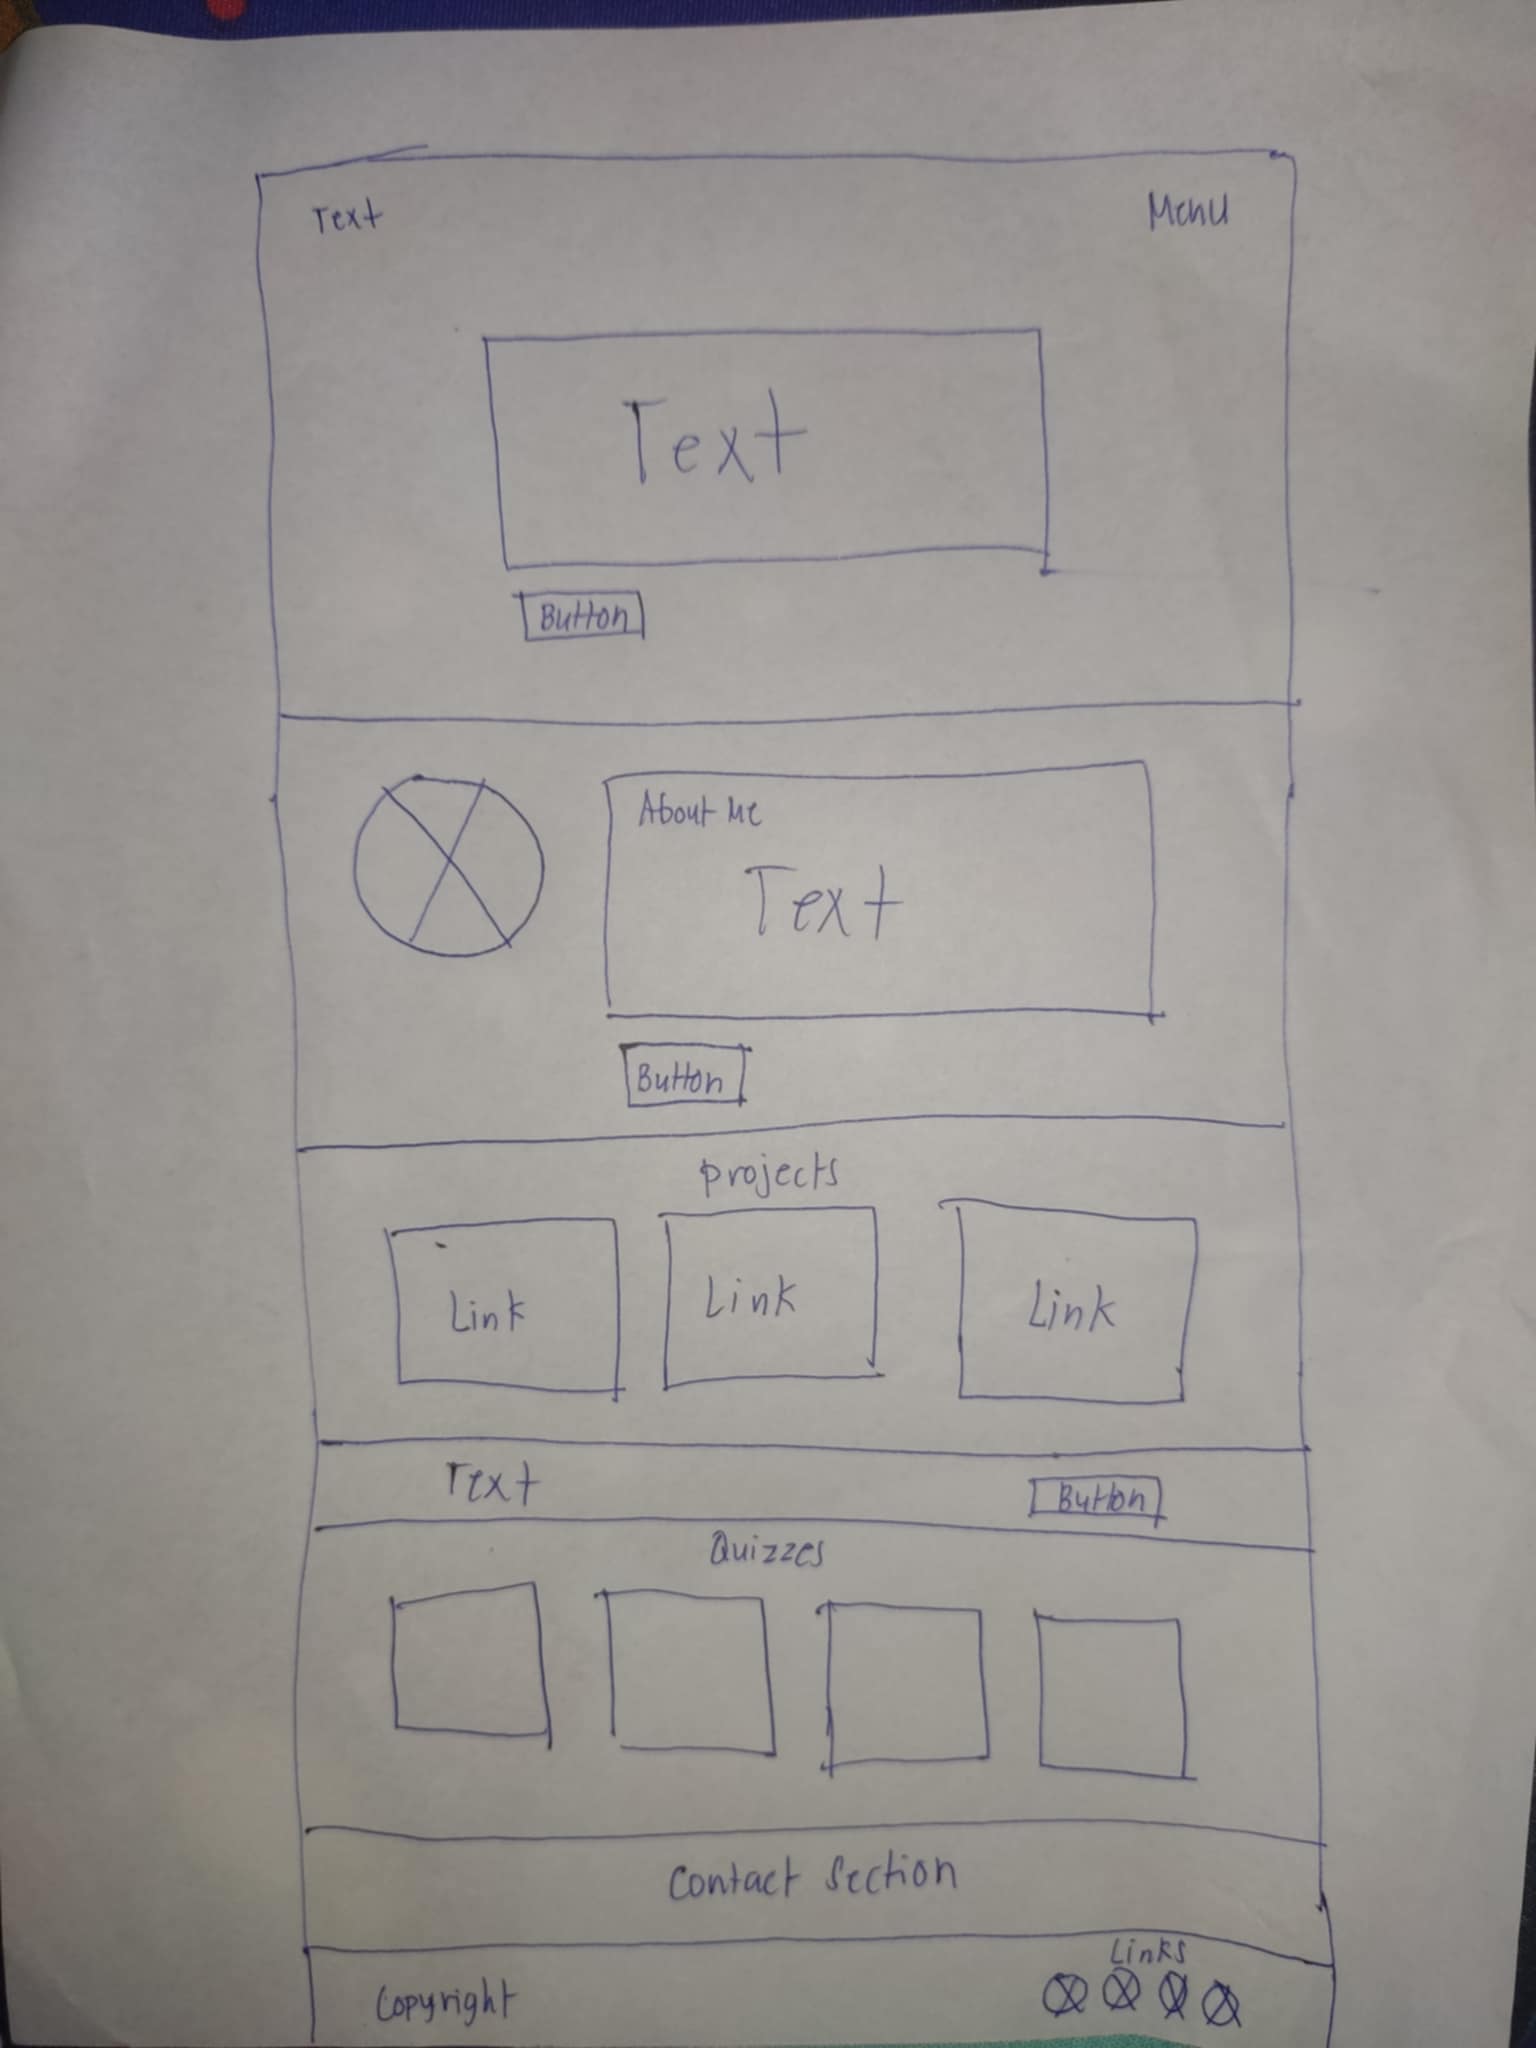 Text
Menu
Text
Button
About Me
Text
Button
projects
Link
Link
Link
Text
Button
Quizzes
Contact Section
Links
Copyright